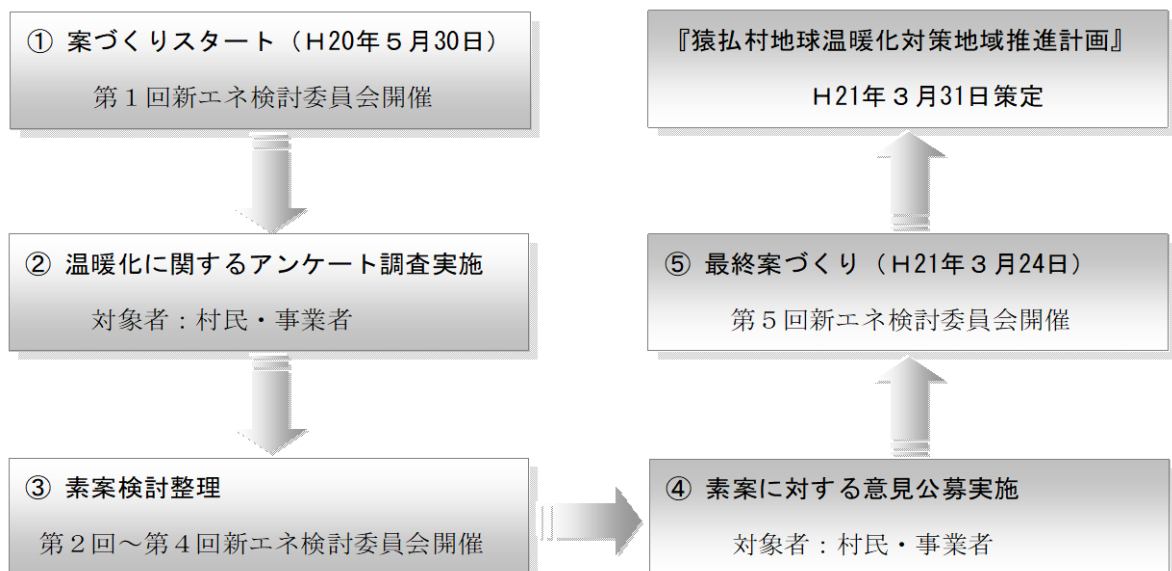 ① 案づくりスタート（Ｈ20年５月30日）
第１回新エネ検討委員会開催
② 温暖化に関するアンケート調査実施
対象者：村民・事業者
③ 素案検討整理
第２回～第４回新エネ検討委員会開催
④ 素案に対する意見公募実施
対象者：村民・事業者
⑤ 最終案づくり（Ｈ21年３月24日）
第５回新エネ検討委員会開催
『猿払村地球温暖化対策地域推進計画』
Ｈ21年３月31日策定